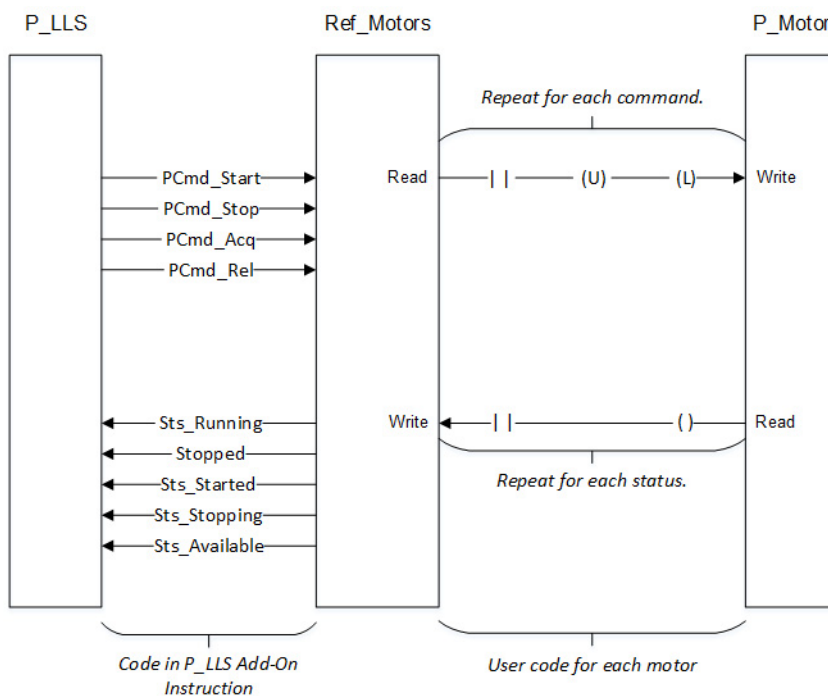 P_LLS Ref_Motors P_Motor
Repeat for each command.
PCmd_Start Read | | (U) (L) Write
PCmd_Stop
PCmd_Acq
PCmd_Rel
Sts_Running Write | | ( ) Read
Stopped
Repeat for each status.
Sts_Started
Sts_Stopping
Sts_Available
Code in P_LLS Add-On
Instruction
User code for each motor